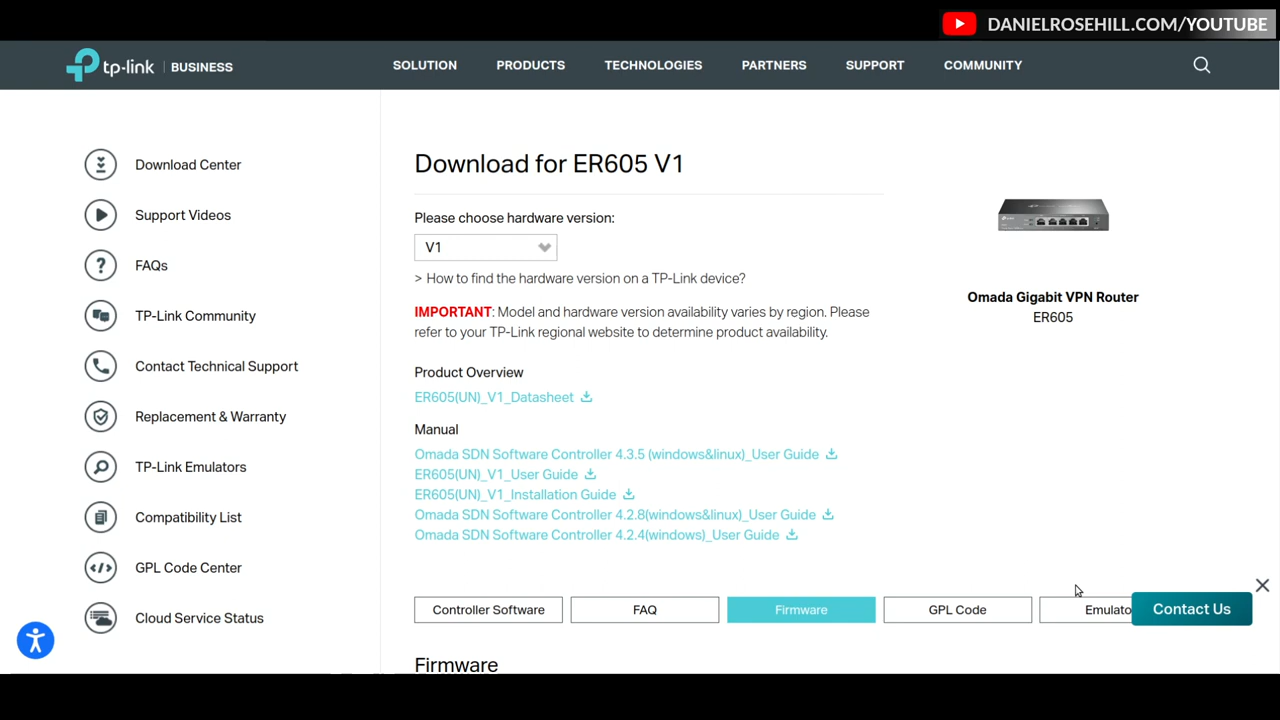 DANIELROSEHILL.COM/YOUTUBE
tp-link | BUSINESS
SOLUTION
PRODUCTS
TECHNOLOGIES
PARTNERS
SUPPORT
COMMUNITY
Download Center
Support Videos
FAQs
TP-Link Community
Contact Technical Support
Replacement & Warranty
TP-Link Emulators
Compatibility List
GPL Code Center
Cloud Service Status
Download for ER605 V1
Please choose hardware version:
V1
> How to find the hardware version on a TP-Link device?
IMPORTANT: Model and hardware version availability varies by region. Please
refer to your TP-Link regional website to determine product availability.
Product Overview
ER605(UN)_V1_Datasheet
Manual
Omada SDN Software Controller 4.3.5 (windows&linux)_User Guide
ER605(UN)_V1_User Guide
ER605(UN)_V1_Installation Guide
Omada SDN Software Controller 4.2.8(windows&linux)_User Guide
Omada SDN Software Controller 4.2.4(windows)_User Guide
Omada Gigabit VPN Router
ER605
Controller Software
FAQ
Firmware
GPL Code
Emulato
Contact Us
Firmware